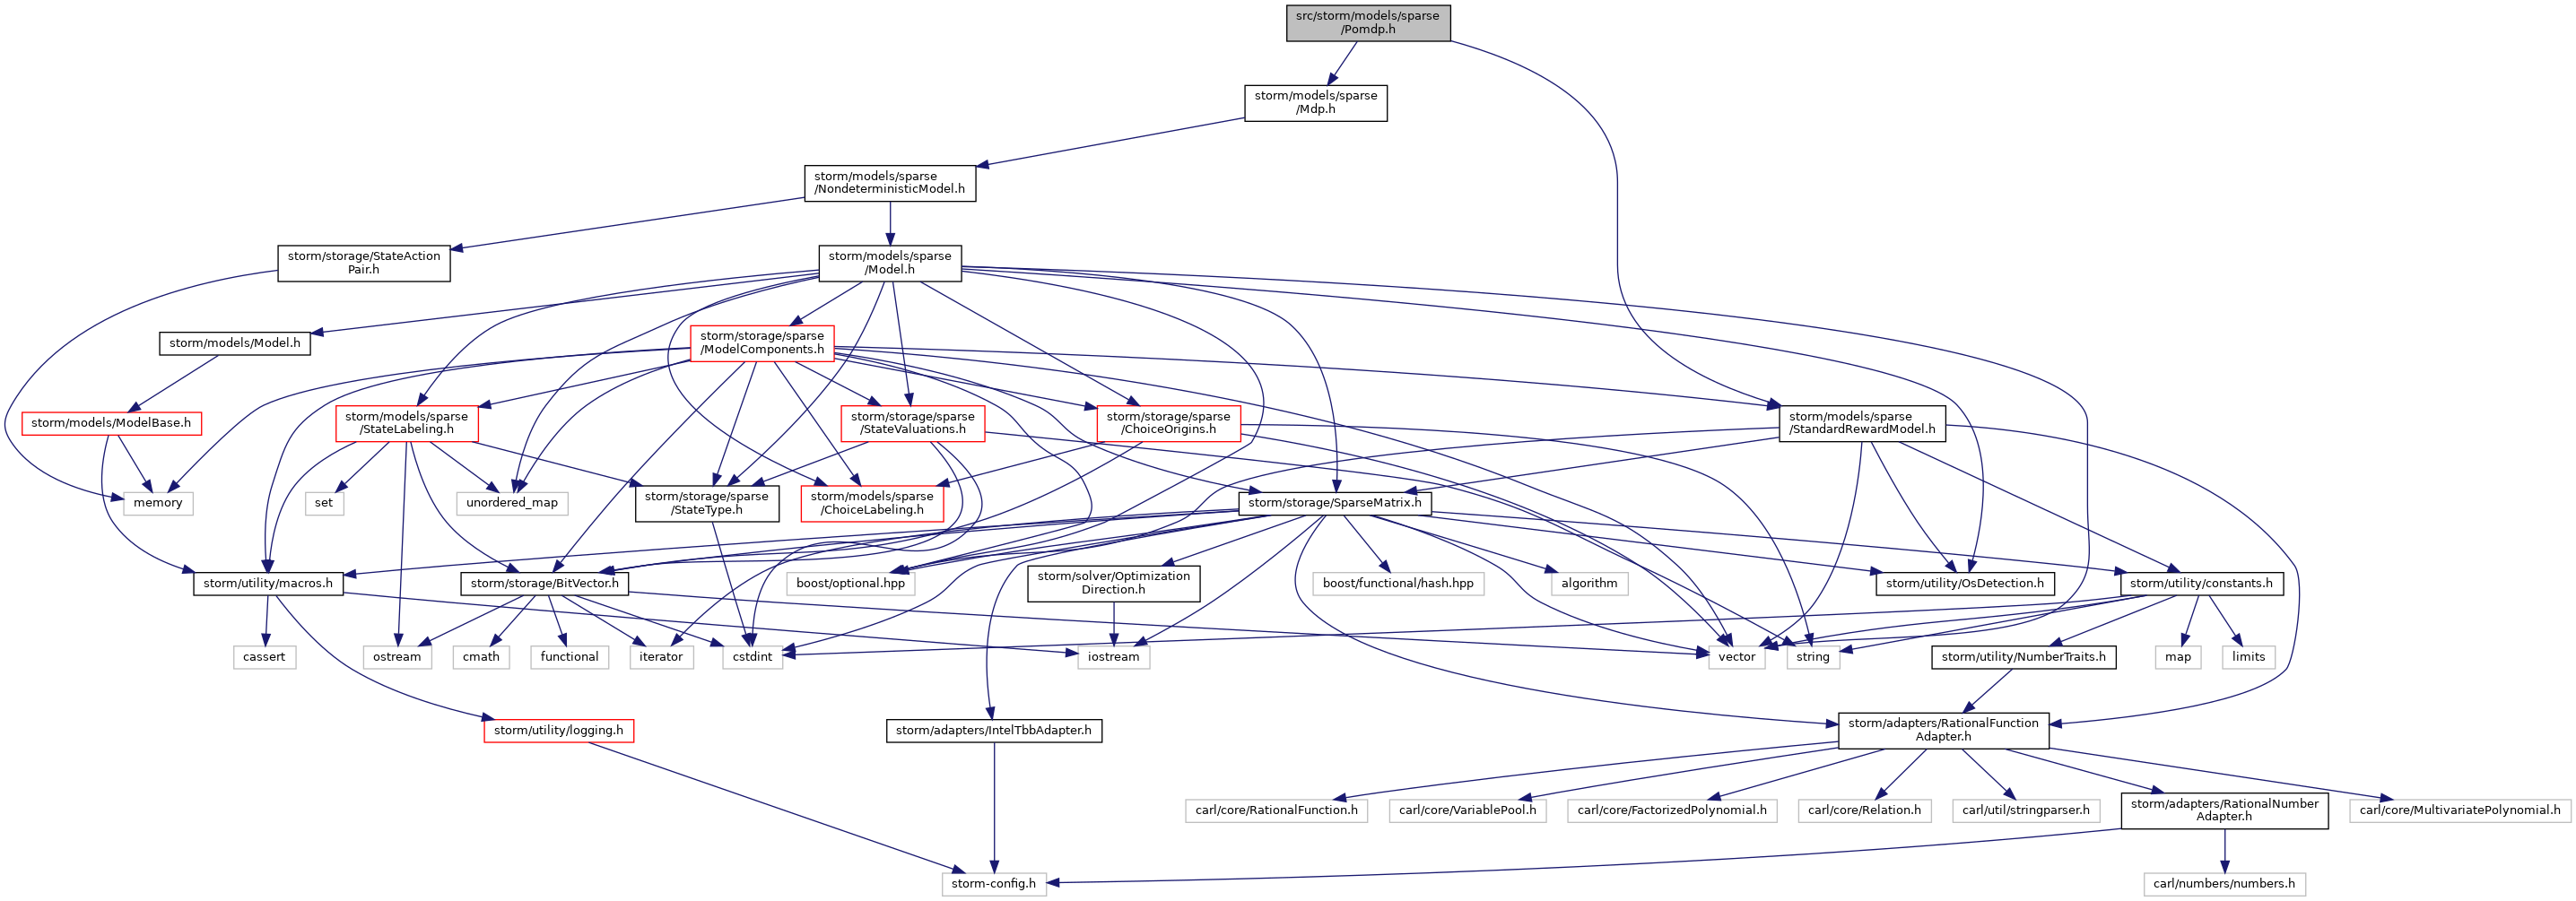 src/storm/models/sparse
/Pomdp.h
storm/models/sparse
/Mdp.h
storm/models/sparse
/NondeterministicModel.h
storm/storage/StateAction
Pair.h
storm/models/sparse
/Model.h
storm/models/Model.h
storm/storage/sparse
/ModelComponents.h
storm/models/ModelBase.h
storm/models/sparse
/StateLabeling.h
storm/storage/sparse
/StateValuations.h
storm/storage/sparse
/ChoiceOrigins.h
storm/models/sparse
/StandardRewardModel.h
memory
set
unordered_map
storm/storage/sparse
/StateType.h
storm/models/sparse
/ChoiceLabeling.h
storm/storage/SparseMatrix.h
storm/utility/macros.h
storm/storage/BitVector.h
boost/optional.hpp
storm/solver/Optimization
Direction.h
boost/functional/hash.hpp
algorithm
storm/utility/OsDetection.h
storm/utility/constants.h
cassert
ostream
cmath
functional
iterator
cstdint
iostream
vector
string
storm/utility/NumberTraits.h
map
limits
storm/utility/logging.h
storm/adapters/IntelTbbAdapter.h
storm/adapters/RationalFunction
Adapter.h
carl/core/RationalFunction.h
carl/core/VariablePool.h
carl/core/FactorizedPolynomial.h
carl/core/Relation.h
carl/util/stringparser.h
storm/adapters/RationalNumber
Adapter.h
carl/core/MultivariatePolynomial.h
storm-config.h
carl/numbers/numbers.h